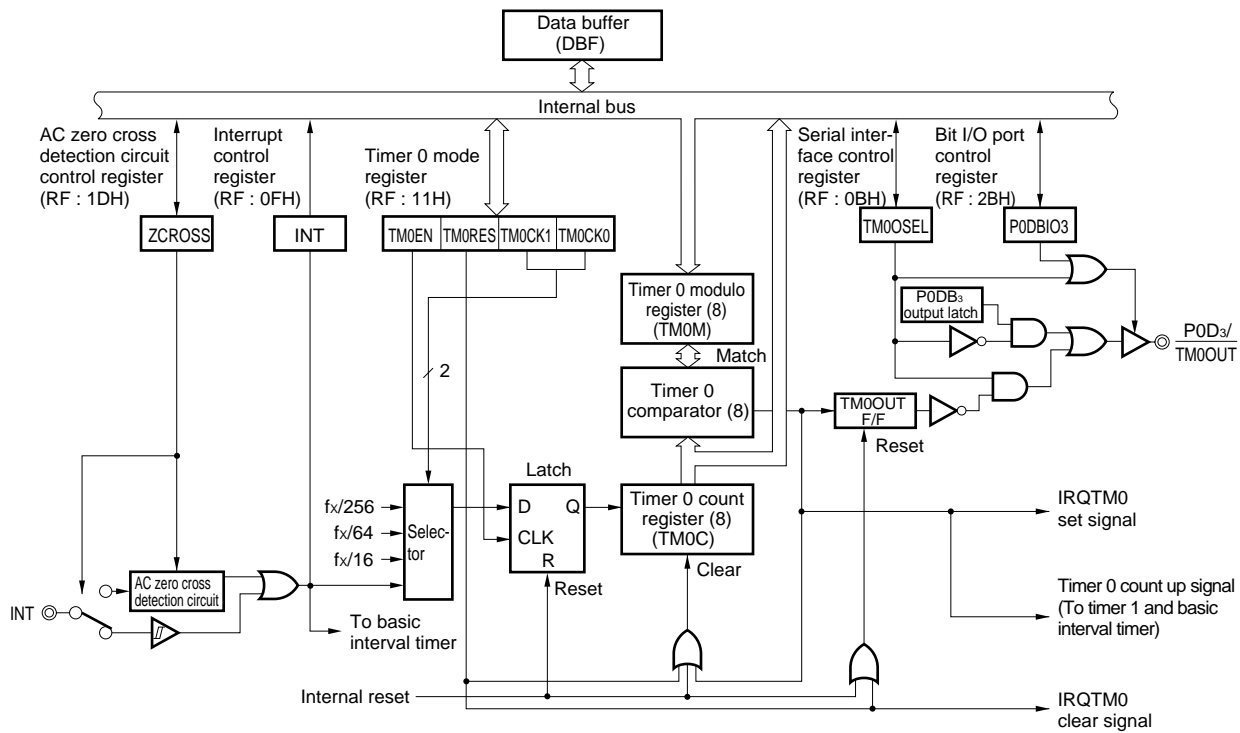 Data buffer
(DBF)
Internal bus
AC zero cross
detection circuit
control register
(RF : 1DH)
Interrupt
control
register
(RF : 0FH)
Timer 0 mode
register
(RF : 11H)
Serial inter-
face control
register
(RF : 0BH)
Bit I/O port
control
register
(RF : 2BH)
ZCROSS
INT
TM0EN
TM0RES
TM0CK1
TM0CK0
TM0OSEL
P0DBIO3
Timer 0 modulo
register (8)
(TM0M)
P0DB3
output latch
P0D3/
TM0OUT
Match
2
Timer 0
comparator (8)
TM0OUT
F/F
Reset
Latch
fX/256
fX/64
fX/16
Selec-
tor
D
Q
CLK
R
Timer 0 count
register (8)
(TM0C)
IRQTM0
set signal
Clear
Reset
AC zero cross
detection circuit
INT
To basic
interval timer
Timer 0 count up signal
(To timer 1 and basic
interval timer)
Internal reset
IRQTM0
clear signal